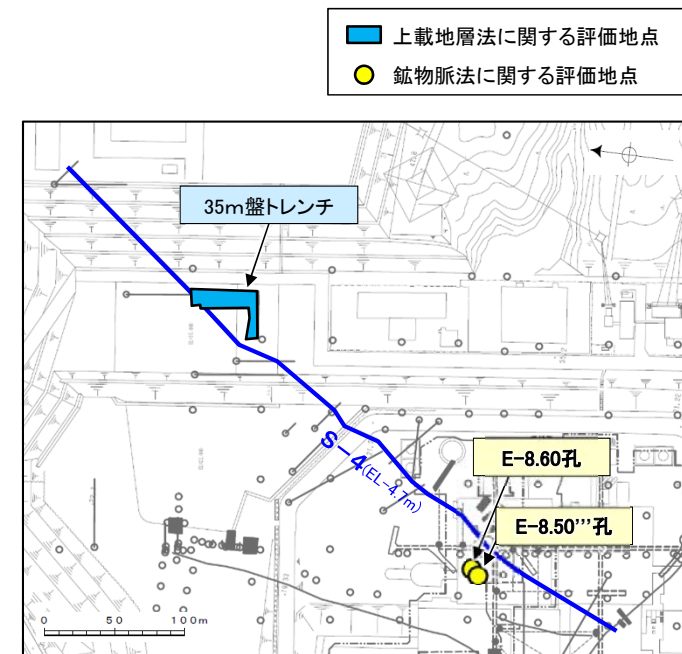 上載地層法に関する評価地点
鉱物脈法に関する評価地点
35m盤トレンチ
S-4(EL-4.7m)
E-8.60孔
E-8.50'''孔
0 50 100m